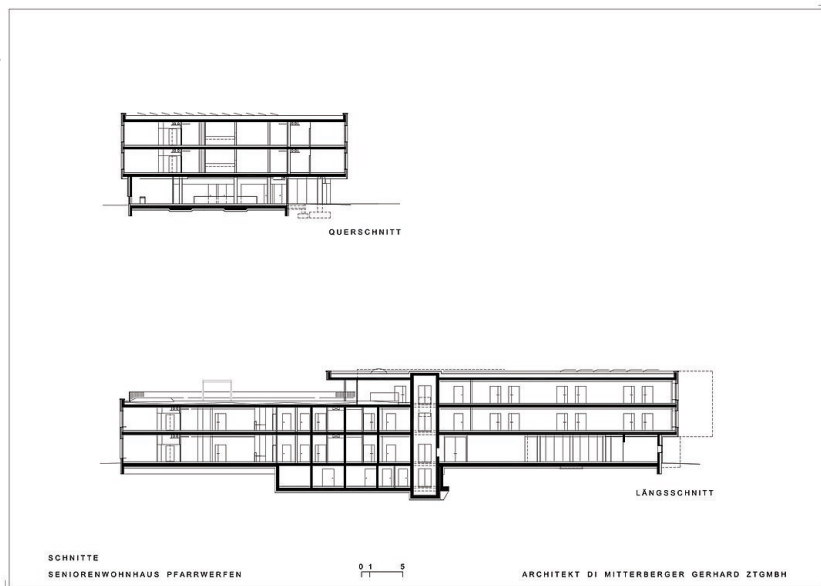 QUERSCHNITT
LÄNGSSCHNITT
SCHNITTE
SENIORENWOHNHAUS PFARRWERFEN
0 1 5
ARCHITEKT DI MITTERBERGER GERHARD ZTGMBH